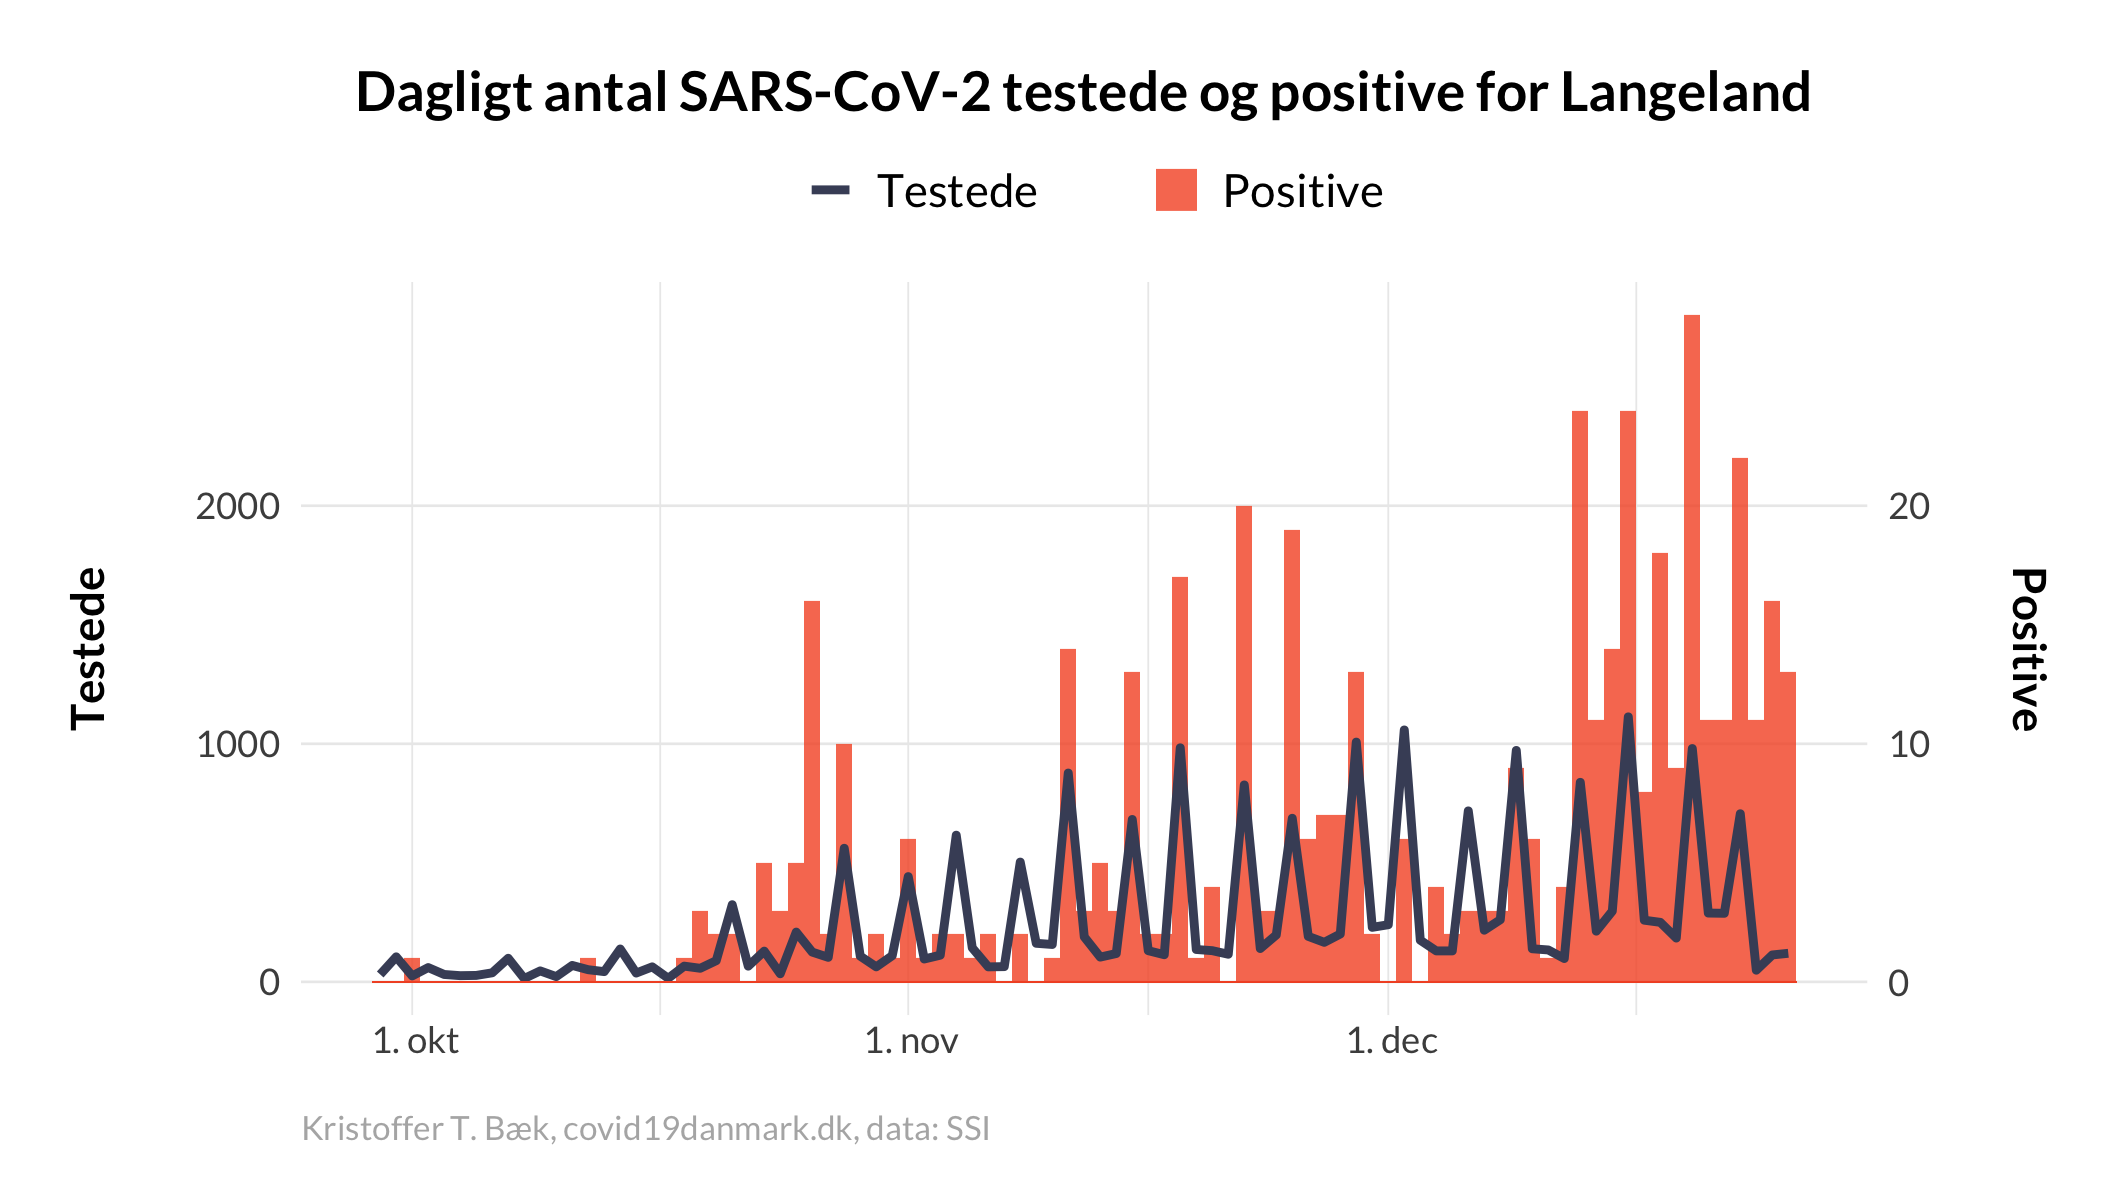 Dagligt antal SARS-CoV-2 testede og positive for Langeland
Testede
Positive
2000
1000
0
Testede
20
10
0
Positive
1. okt
1. nov
1. dec
Kristoffer T. Bæk, covid19danmark.dk, data: SSI